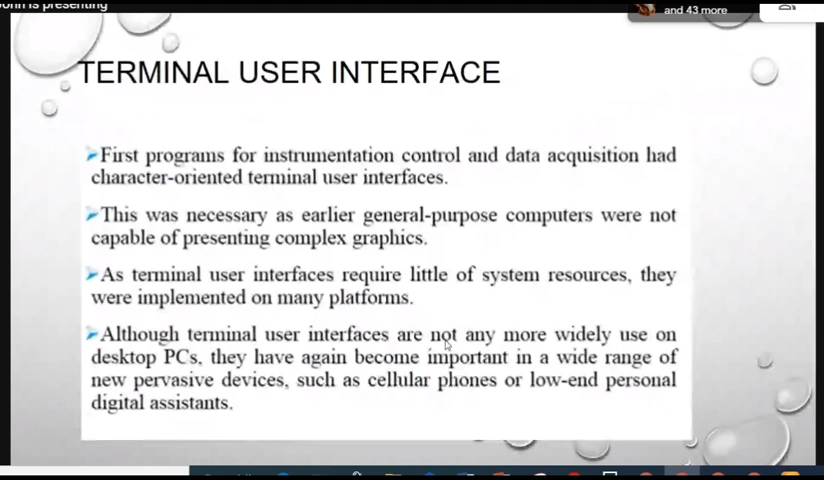 John is presenting
and 43 more
TERMINAL USER INTERFACE
➢First programs for instrumentation control and data acquisition had
character-oriented terminal user interfaces.
➢This was necessary as earlier general-purpose computers were not
capable of presenting complex graphics.
➢As terminal user interfaces require little of system resources, they
were implemented on many platforms.
➢Although terminal user interfaces are not any more widely use on
desktop PCs, they have again become important in a wide range of
new pervasive devices, such as cellular phones or low-end personal
digital assistants.